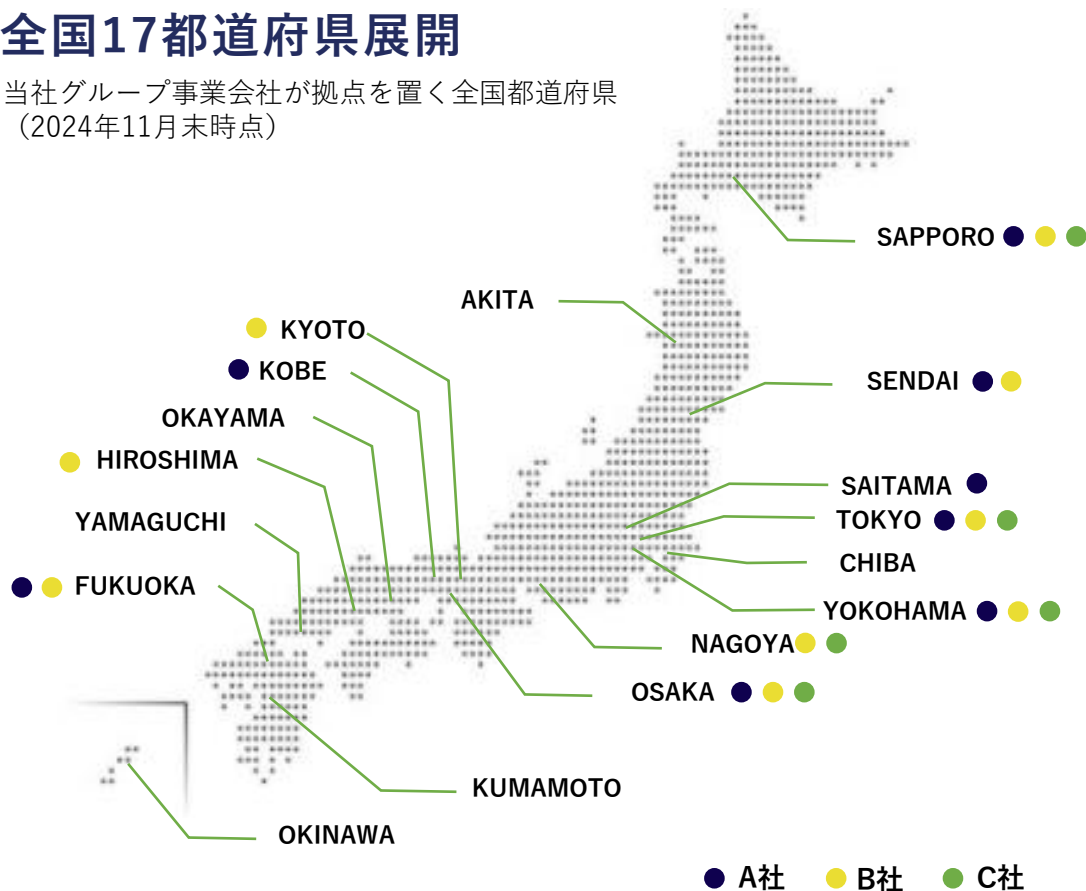 全国17都道府県展開
当社グループ事業会社が拠点を置く全国都道府県
（2024年11月末時点）
SAPPORO
AKITA
KYOTO
KOBE
SENDAI
OKAYAMA
HIROSHIMA
SAITAMA
YAMAGUCHI
TOKYO
CHIBA
FUKUOKA
YOKOHAMA
NAGOYA
OSAKA
KUMAMOTO
OKINAWA
A社
B社
C社